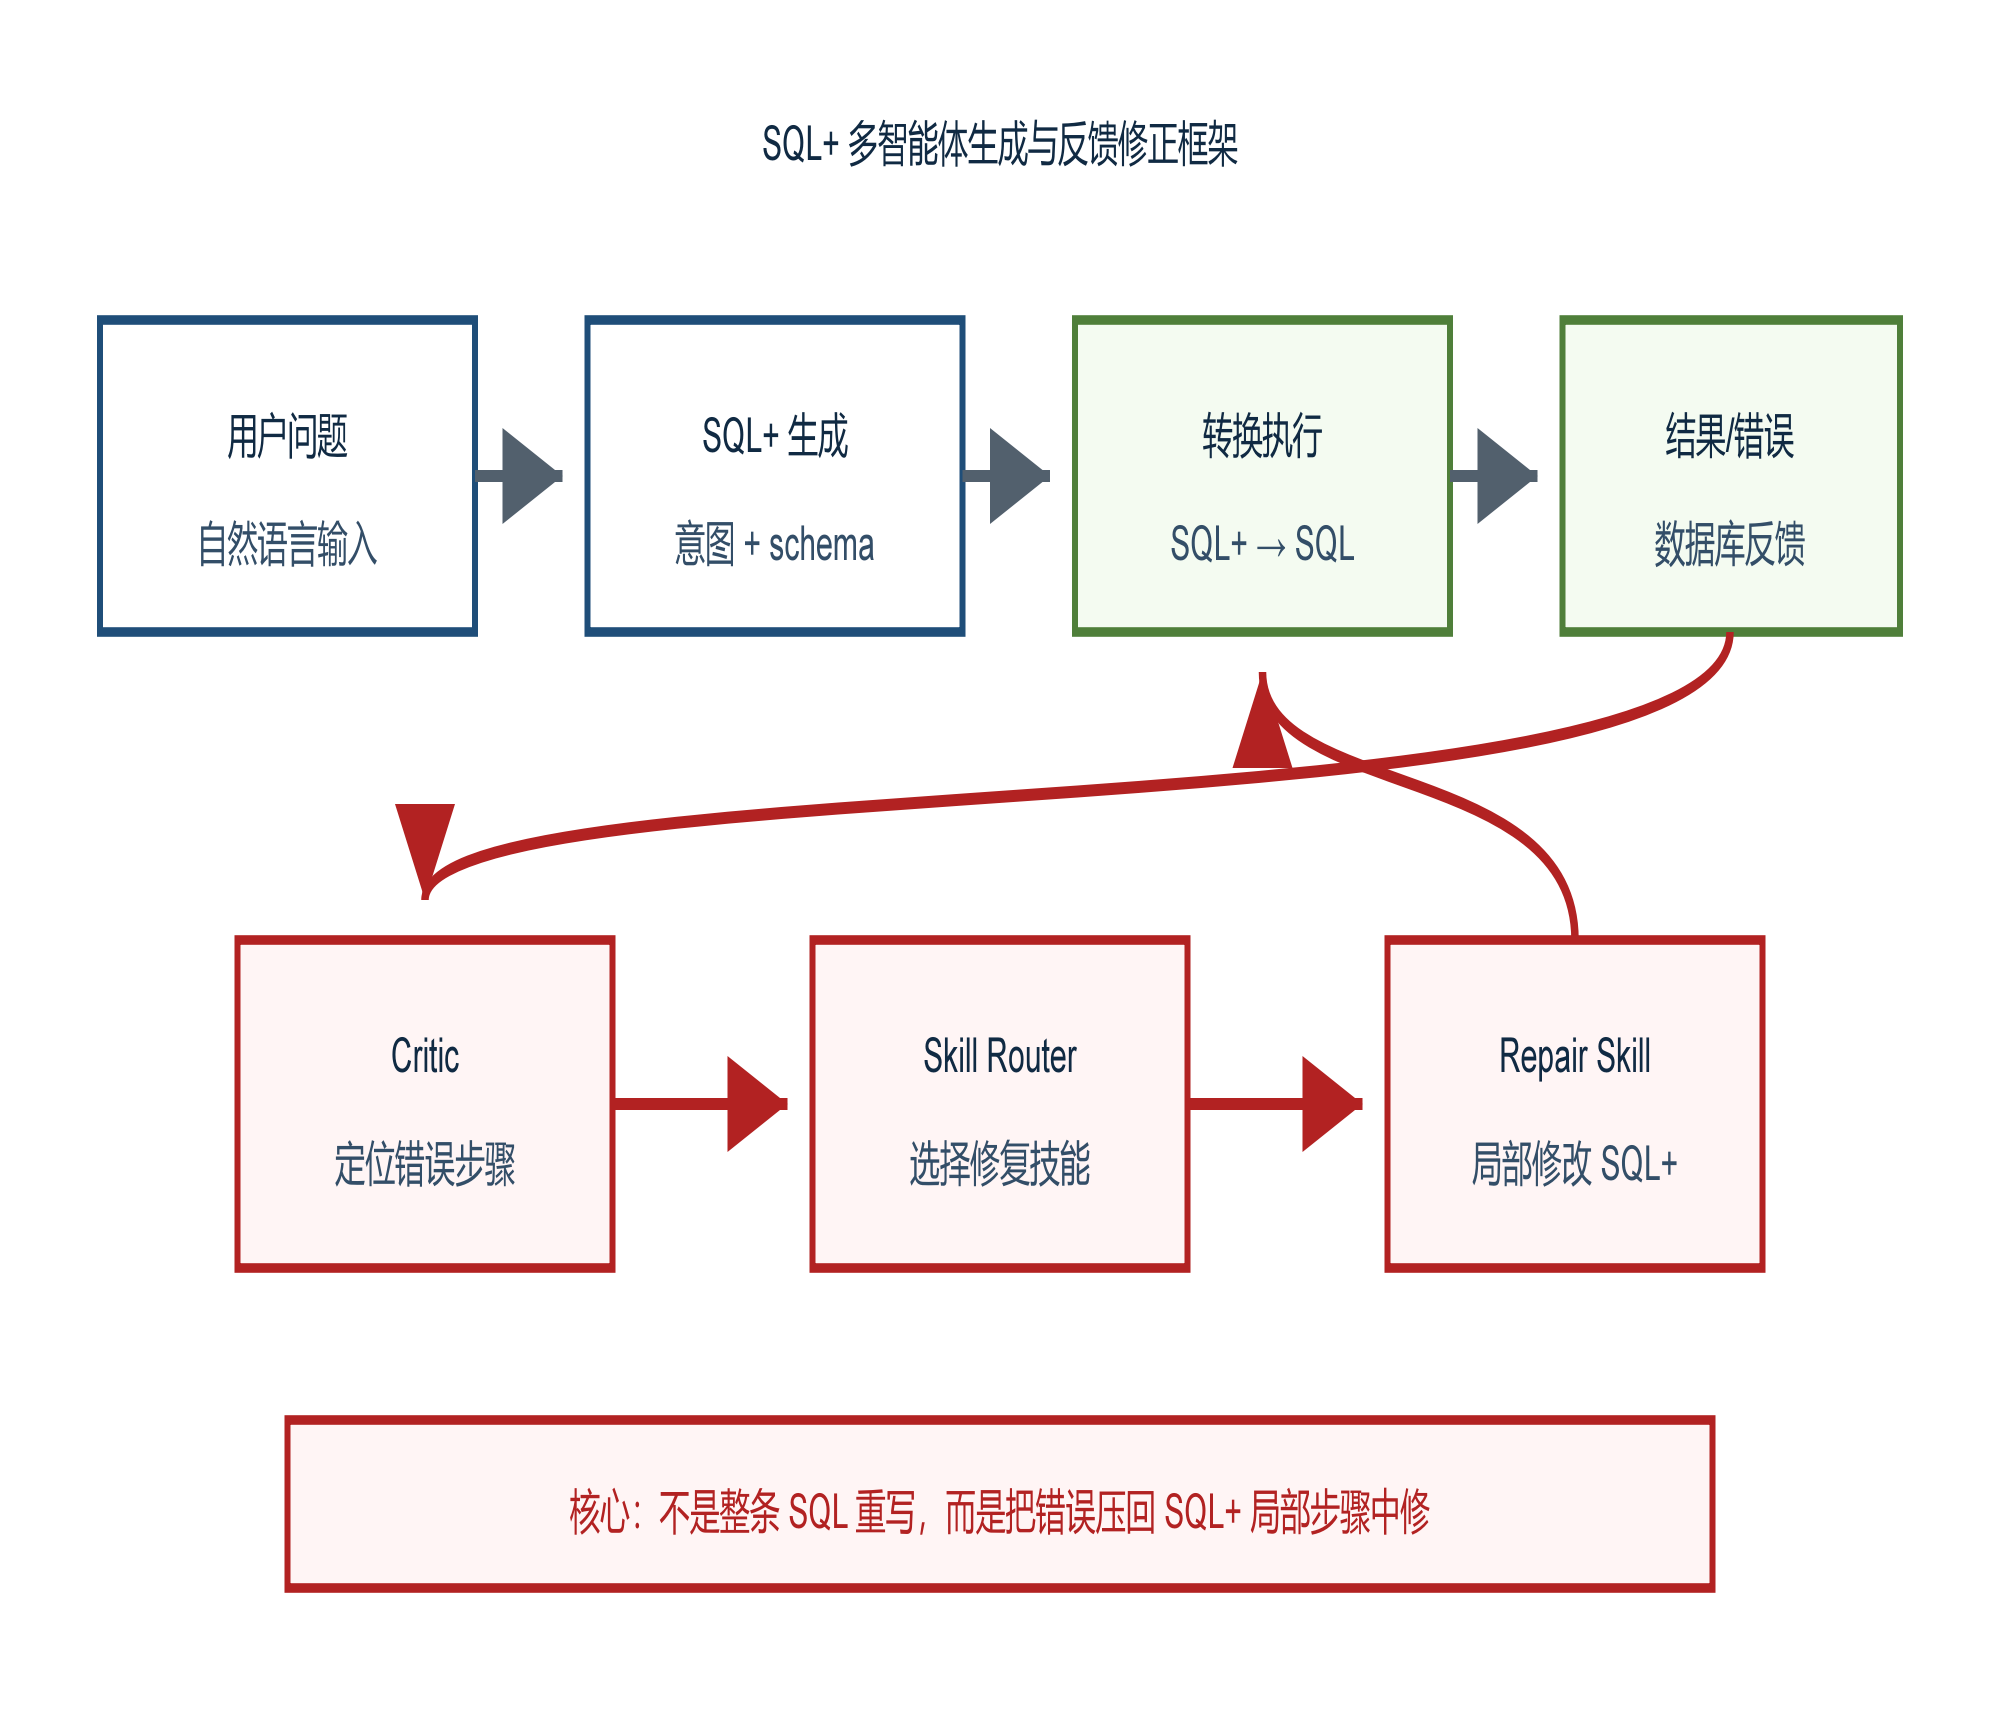 SQL+ 多智能体生成与反馈修正框架
用户问题
自然语言输入
SQL+ 生成
意图 + schema
转换执行
SQL+ → SQL
结果/错误
数据库反馈
Critic
定位错误步骤
Skill Router
选择修复技能
Repair Skill
局部修改 SQL+
核心：不是整条 SQL 重写，而是把错误压回 SQL+ 局部步骤中修